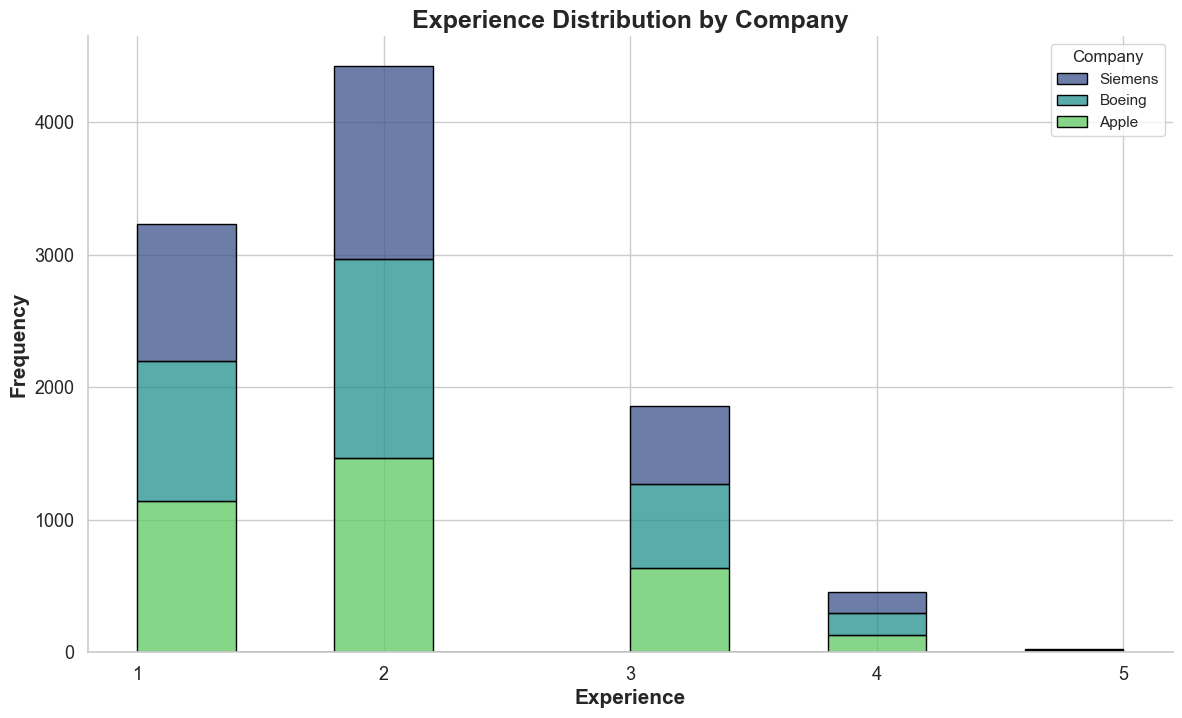 Experience Distribution by Company
Company
Siemens
Boeing
Apple
Frequency
4000
3000
2000
1000
0
1 2 3 4 5
Experience